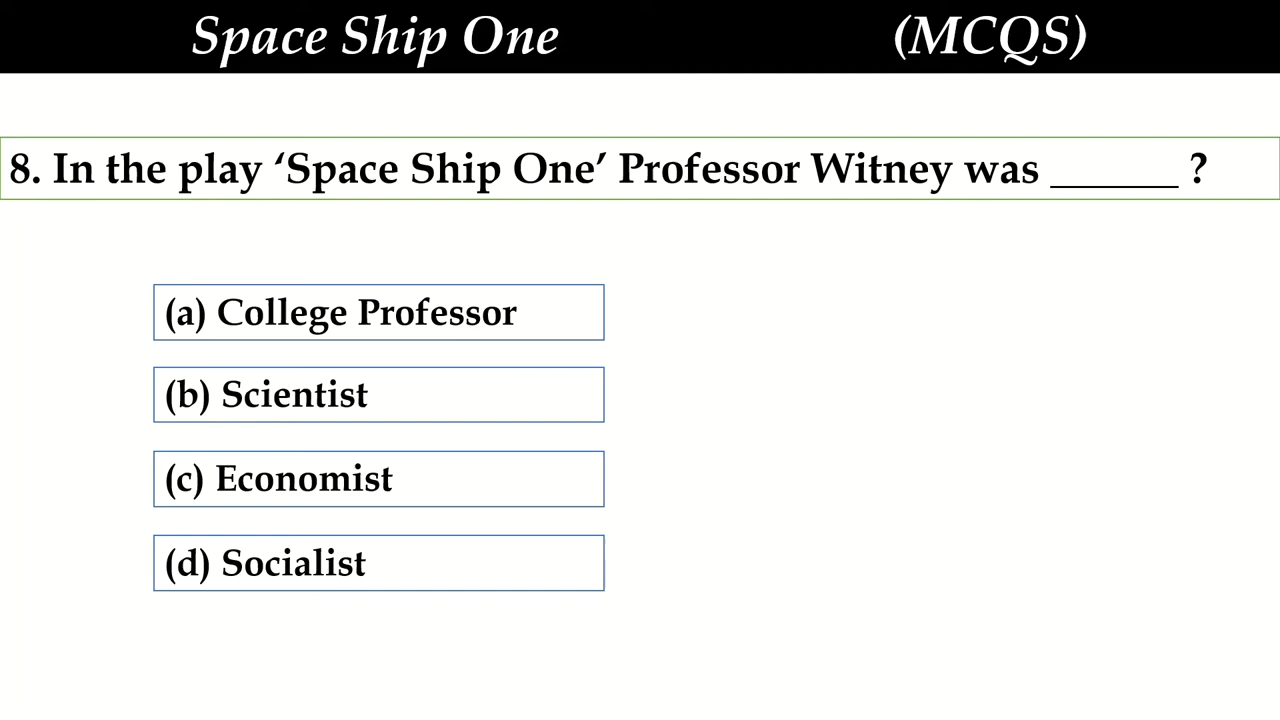 Space Ship One (MCQS)
8. In the play ‘Space Ship One’ Professor Witney was ______ ?
(a) College Professor
(b) Scientist
(c) Economist
(d) Socialist